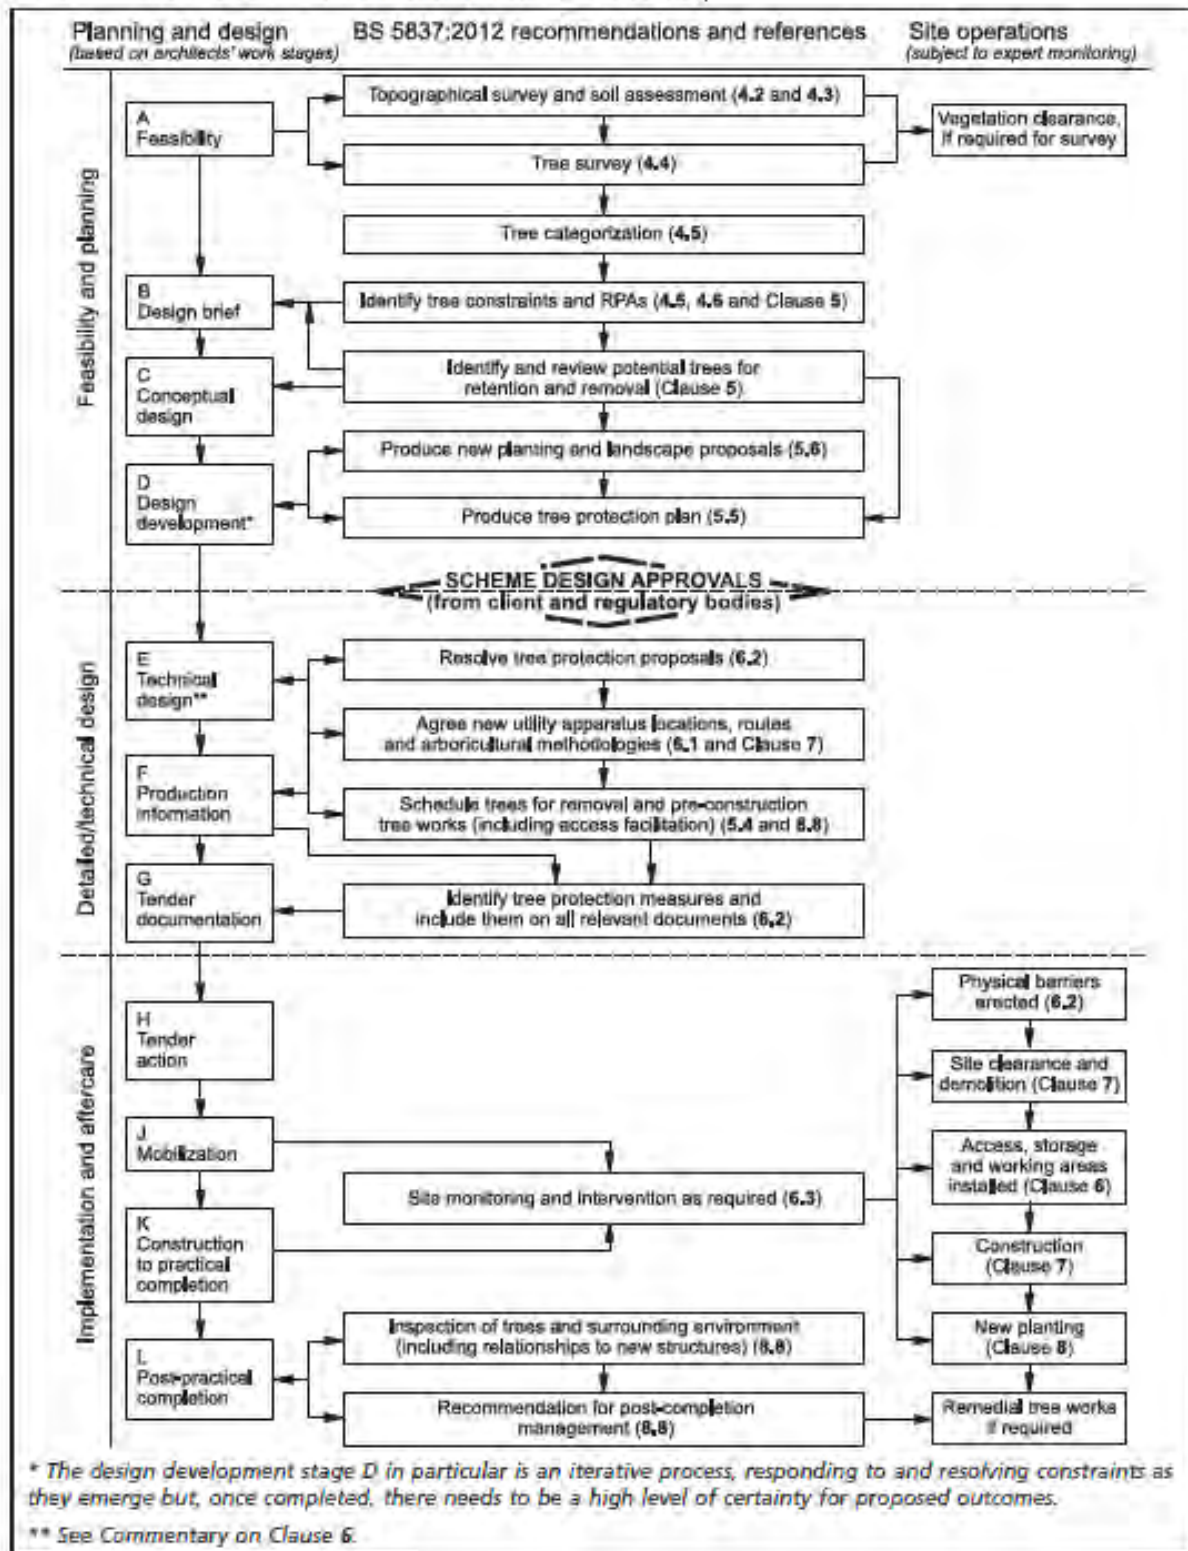 Planning and design
(based on architects' work stages)
BS 5837:2012 recommendations and references
Site operations
(subject to expert monitoring)
Feasibility and planning
A
Feasibility
Topographical survey and soil assessment (4.2 and 4.3)
Vegetation clearance,
if required for survey
Tree survey (4.4)
Tree categorization (4.5)
B
Design brief
Identify tree constraints and RPAs (4.5, 4.6 and Clause 5)
C
Conceptual
design
Identify and review potential trees for
retention and removal (Clause 5)
D
Design
development*
Produce new planting and landscape proposals (5.6)
Produce tree protection plan (5.5)
SCHEME DESIGN APPROVALS
(from client and regulatory bodies)
Detailed/technical design
E
Technical
design**
Resolve tree protection proposals (6.2)
Agree new utility apparatus locations, routes
and arboricultural methodologies (6.1 and Clause 7)
F
Production
information
Schedule trees for removal and pre-construction
tree works (including access facilitation) (5.4 and 8.8)
G
Tender
documentation
Identify tree protection measures and
include them on all relevant documents (6.2)
Implementation and aftercare
H
Tender
action
J
Mobilization
K
Construction
to practical
completion
L
Post-practical
completion
Site monitoring and intervention as required (6.3)
Inspection of trees and surrounding environment
(including relationships to new structures) (8.8)
Recommendation for post-completion
management (8.8)
Physical barriers
erected (6.2)
Site clearance and
demolition (Clause 7)
Access, storage
and working areas
installed (Clause 6)
Construction
(Clause 7)
New planting
(Clause 8)
Remedial tree works
if required
* The design development stage D in particular is an iterative process, responding to and resolving constraints as
they emerge but, once completed, there needs to be a high level of certainty for proposed outcomes.
** See Commentary on Clause 6.